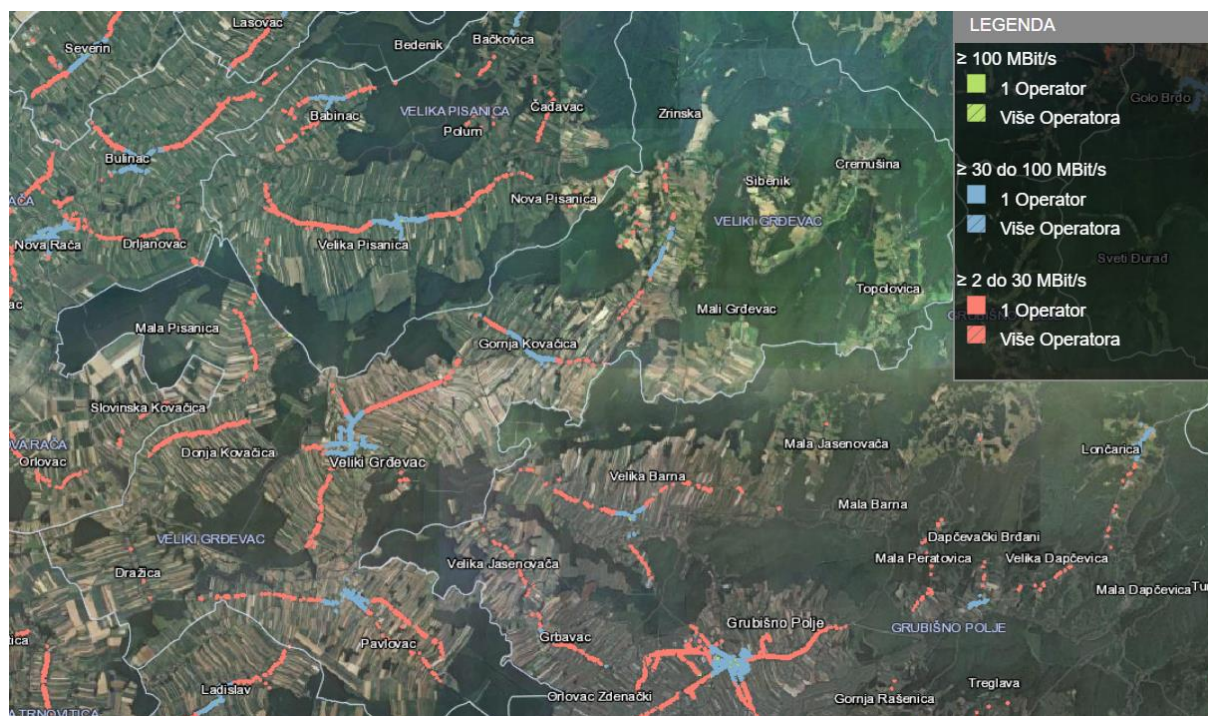 LEGENDA
≥ 100 MBit/s
1 Operator
Više Operatora
≥ 30 do 100 MBit/s
1 Operator
Više Operatora
≥ 2 do 30 MBit/s
1 Operator
Više Operatora
Lasovac
Severin
Bedenik
Bačkovica
Golo Brdo
Babinac
VELIKA PISANICA
Čađavac
Zrinska
Polum
Bulinac
Cremušina
Sibenik
Nova Pisanica
VELIKI GRĐEVAC
Nova Rača
Drljanovac
Velika Pisanica
Sveti Đurađ
Topolovica
Mali Grđevac
Mala Pisanica
Gornja Kovačica
Slovinska Kovačica
Orlovac
Donja Kovačica
Veliki Grđevac
Mala Jasenovača
Lončarica
Velika Barna
Mala Barna
VELIKI GRĐEVAC
Dapčevački Brđani
Velika Jasenovača
Mala Peratovica
Velika Dapčevica
Dražica
Mala Dapčevica
Grubišno Polje
GRUBIŠNO POLJE
Grbavac
Pavlovac
Ladislav
Orlovac Zdenački
Gornja Rašenica
Treglava